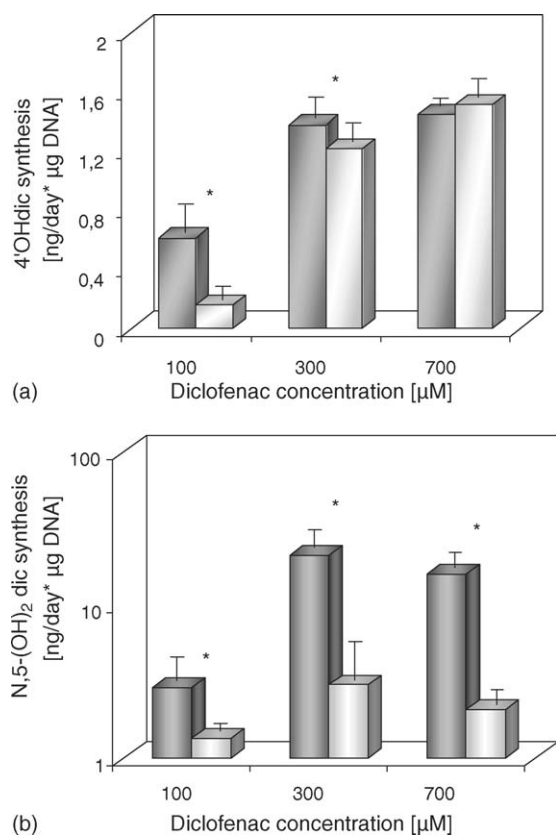 2
1,6
1,2
0,8
0,4
0
4'OHdic synthesis
[ng/day* µg DNA]
*
*
100 300 700
(a) Diclofenac concentration [µM]
100
10
1
N,5-(OH)₂ dic synthesis
[ng/day* µg DNA]
*
*
*
100 300 700
(b) Diclofenac concentration [µM]